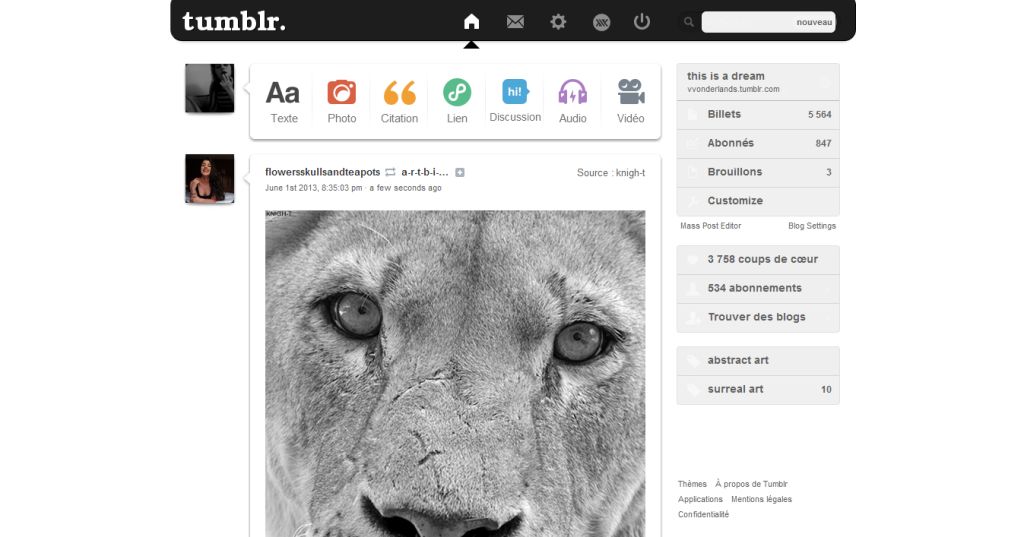 tumblr.
nouveau
Aa
hi!
Texte
Photo
Citation
Lien
Discussion
Audio
Vidéo
flowersskullsandteapots a-r-t-b-i-...
Source : knigh-t
June 1st 2013, 8:35:03 pm · a few seconds ago
KNIGH-T
this is a dream
vvonderlands.tumblr.com
Billets 5 564
Abonnés 847
Brouillons 3
Customize
Mass Post Editor Blog Settings
3 758 coups de cœur
534 abonnements
Trouver des blogs
abstract art
surreal art 10
Thèmes À propos de Tumblr
Applications Mentions légales
Confidentialité